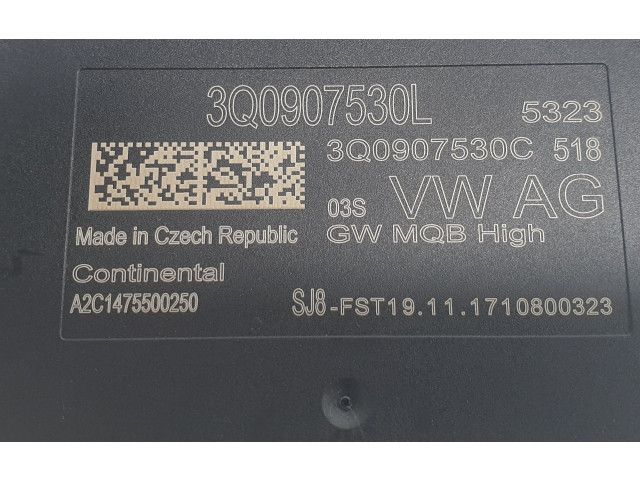 3Q0907530L 5323
3Q0907530C 518
03S VW AG
Made in Czech Republic GW MQB High
Continental
A2C1475500250 SJ8-FST19.11.1710800323